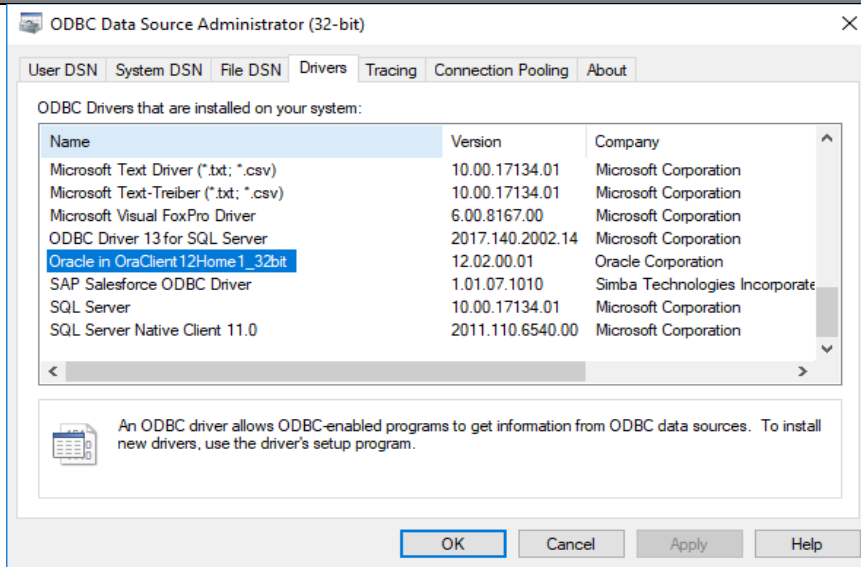 ODBC Data Source Administrator (32-bit)
User DSN System DSN File DSN Drivers Tracing Connection Pooling About
ODBC Drivers that are installed on your system:
Name Version Company
Microsoft Text Driver (*.txt; *.csv) 10.00.17134.01 Microsoft Corporation
Microsoft Text-Treiber (*.txt; *.csv) 10.00.17134.01 Microsoft Corporation
Microsoft Visual FoxPro Driver 6.00.8167.00 Microsoft Corporation
ODBC Driver 13 for SQL Server 2017.140.2002.14 Microsoft Corporation
Oracle in OraClient12Home1_32bit 12.02.00.01 Oracle Corporation
SAP Salesforce ODBC Driver 1.01.07.1010 Simba Technologies Incorporate
SQL Server 10.00.17134.01 Microsoft Corporation
SQL Server Native Client 11.0 2011.110.6540.00 Microsoft Corporation
An ODBC driver allows ODBC-enabled programs to get information from ODBC data sources. To install
new drivers, use the driver's setup program.
OK Cancel Apply Help